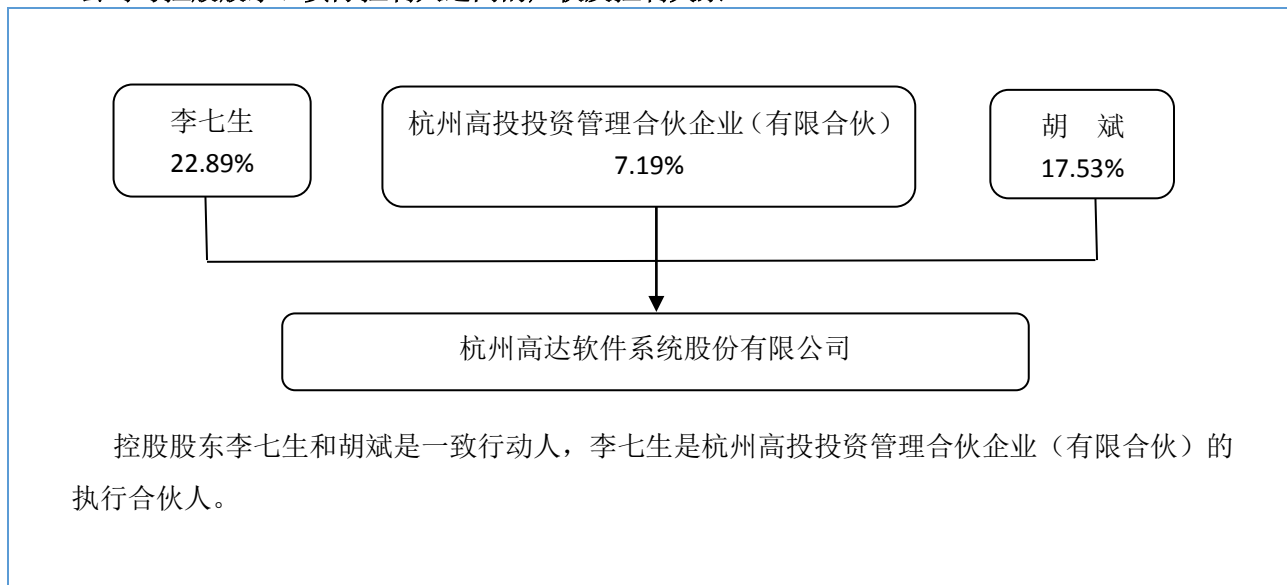 李七生
22.89%
杭州高投投资管理合伙企业（有限合伙）
7.19%
胡　斌
17.53%
杭州高达软件系统股份有限公司
控股股东李七生和胡斌是一致行动人，李七生是杭州高投投资管理合伙企业（有限合伙）的
执行合伙人。